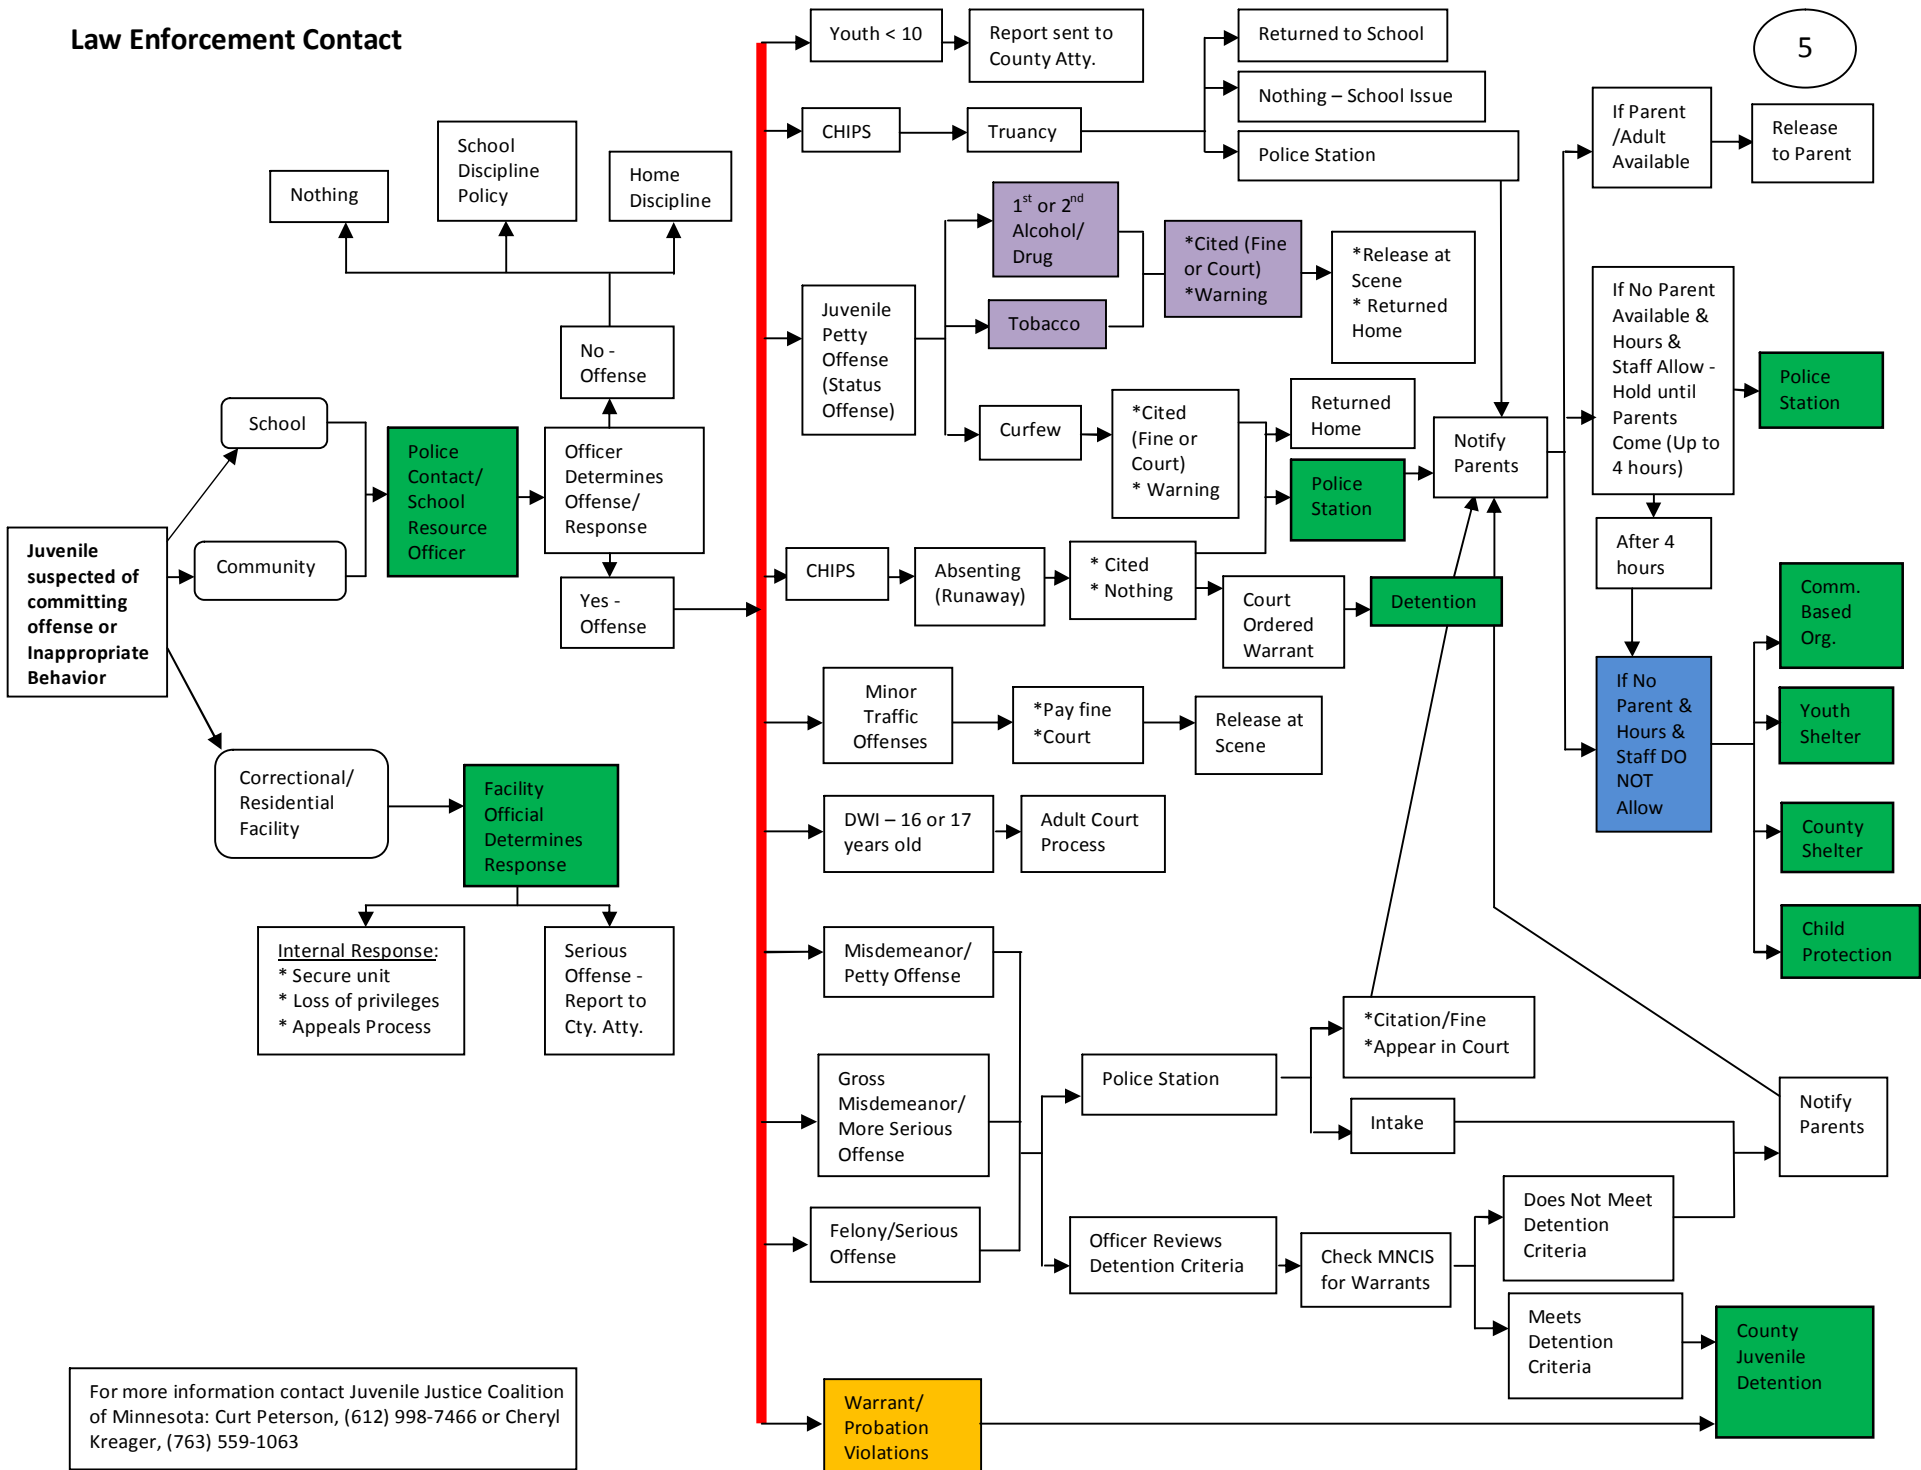 Law Enforcement Contact
5
Youth < 10
Report sent to
County Atty.
Returned to School
Nothing – School Issue
Police Station
CHIPS
Truancy
If Parent
/Adult
Available
Release
to Parent
Nothing
School
Discipline
Policy
Home
Discipline
1st or 2nd
Alcohol/
Drug
Tobacco
*Cited (Fine
or Court)
*Warning
*Release at
Scene
* Returned
Home
Juvenile
Petty
Offense
(Status
Offense)
No -
Offense
If No Parent
Available &
Hours &
Staff Allow -
Hold until
Parents
Come (Up to
4 hours)
Police
Station
School
Police
Contact/
School
Resource
Officer
Officer
Determines
Offense/
Response
Curfew
*Cited
(Fine or
Court)
* Warning
Returned
Home
Police
Station
Notify
Parents
Juvenile
suspected of
committing
offense or
Inappropriate
Behavior
Community
Yes -
Offense
CHIPS
Absenting
(Runaway)
* Cited
* Nothing
Court
Ordered
Warrant
Detention
After 4
hours
Comm.
Based
Org.
If No
Parent &
Hours &
Staff DO
NOT
Allow
Youth
Shelter
County
Shelter
Child
Protection
Minor
Traffic
Offenses
*Pay fine
*Court
Release at
Scene
Correctional/
Residential
Facility
Facility
Official
Determines
Response
DWI – 16 or 17
years old
Adult Court
Process
Internal Response:
* Secure unit
* Loss of privileges
* Appeals Process
Serious
Offense -
Report to
Cty. Atty.
Misdemeanor/
Petty Offense
*Citation/Fine
*Appear in Court
Gross
Misdemeanor/
More Serious
Offense
Police Station
Intake
Notify
Parents
Felony/Serious
Offense
Officer Reviews
Detention Criteria
Check MNCIS
for Warrants
Does Not Meet
Detention
Criteria
Meets
Detention
Criteria
County
Juvenile
Detention
Warrant/
Probation
Violations
For more information contact Juvenile Justice Coalition
of Minnesota: Curt Peterson, (612) 998-7466 or Cheryl
Kreager, (763) 559-1063